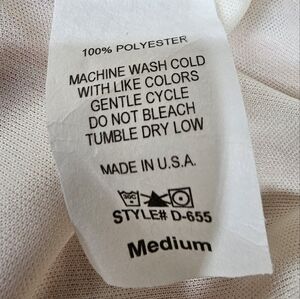 100% POLYESTER
MACHINE WASH COLD
WITH LIKE COLORS
GENTLE CYCLE
DO NOT BLEACH
TUMBLE DRY LOW
MADE IN U.S.A.
STYLE# D-655
Medium